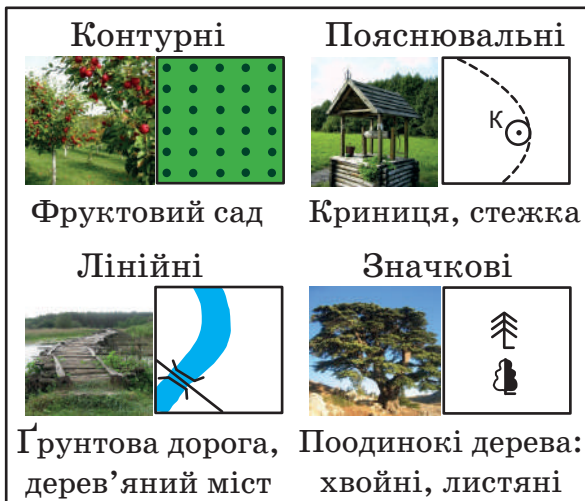 Контурні
Пояснювальні
К
Фруктовий сад
Криниця, стежка
Лінійні
Значкові
Ґрунтова дорога,
дерев’яний міст
Поодинокі дерева:
хвойні, листяні